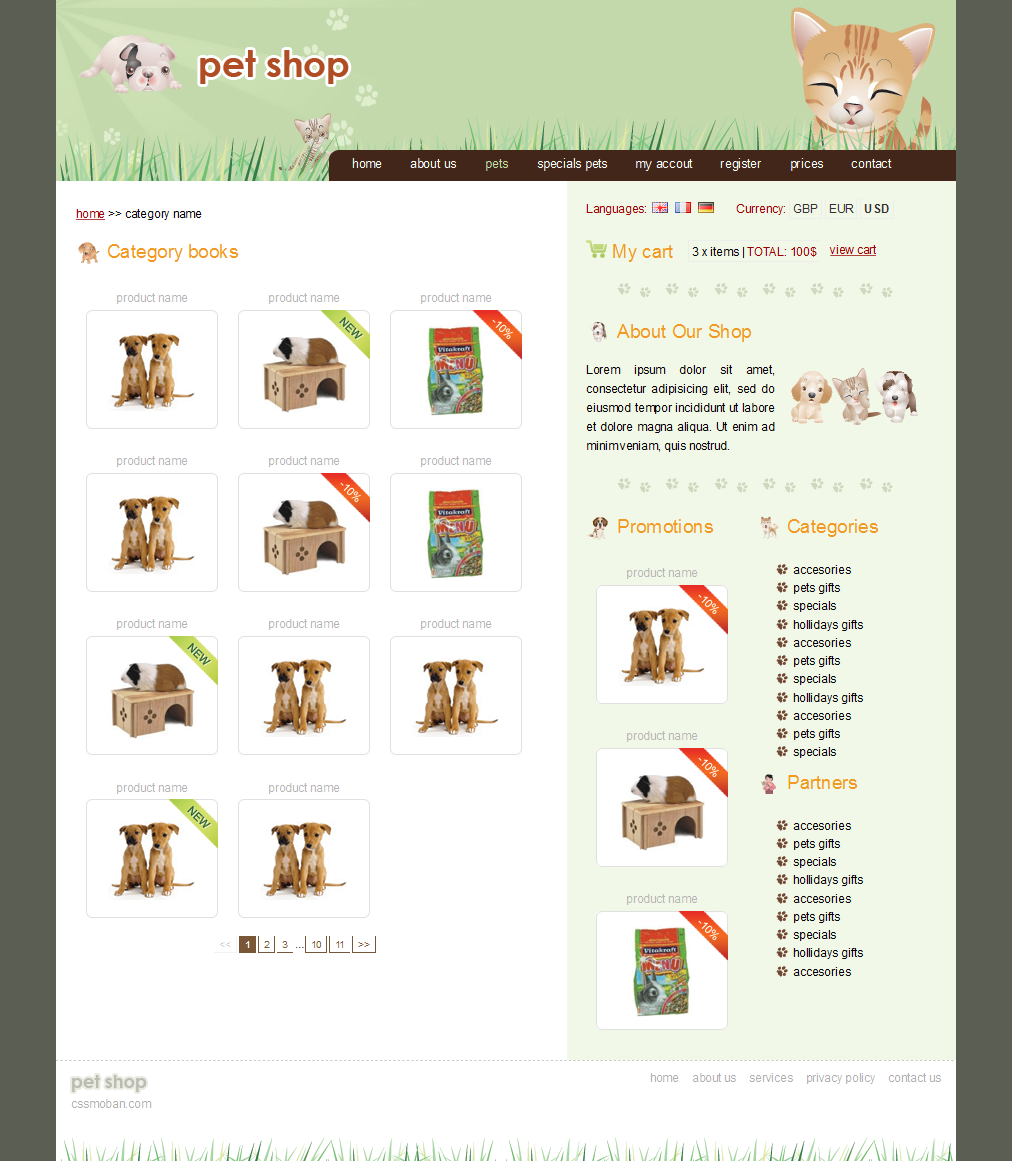 pet shop
home about us pets specials pets my accout register prices contact
home >> category name
Languages: Currency: GBP EUR USD
Category books
My cart 3 x items | TOTAL: 100$ view cart
product name product name product name
NEW
-10%
Vitakraft
MENÜ
About Our Shop
Lorem ipsum dolor sit amet,
consectetur adipisicing elit, sed do
eiusmod tempor incididunt ut labore
et dolore magna aliqua. Ut enim ad
minimveniam, quis nostrud.
product name product name product name
-10%
Vitakraft
MENÜ
product name product name product name
NEW
product name product name
NEW
<< 1 2 3 ... 10 11 >>
Promotions
product name
-10%
product name
-10%
product name
-10%
Vitakraft
MENÜ
Categories
accesories
pets gifts
specials
hollidays gifts
accesories
pets gifts
specials
hollidays gifts
accesories
pets gifts
specials
Partners
accesories
pets gifts
specials
hollidays gifts
accesories
pets gifts
specials
hollidays gifts
accesories
pet shop
cssmoban.com
home about us services privacy policy contact us